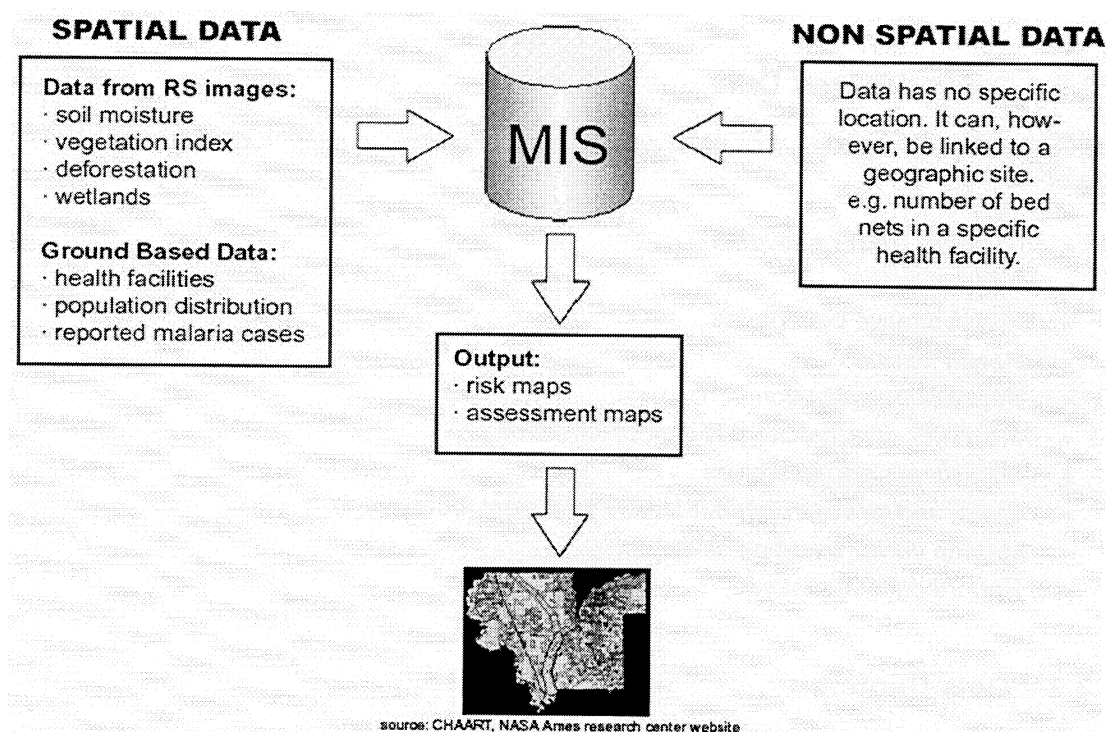 SPATIAL DATA
Data from RS images:
· soil moisture
· vegetation index
· deforestation
· wetlands
Ground Based Data:
· health facilities
· population distribution
· reported malaria cases
MIS
NON SPATIAL DATA
Data has no specific
location. It can, how-
ever, be linked to a
geographic site.
e.g. number of bed
nets in a specific
health facility.
Output:
· risk maps
· assessment maps
source: CHAART, NASA Ames research center website